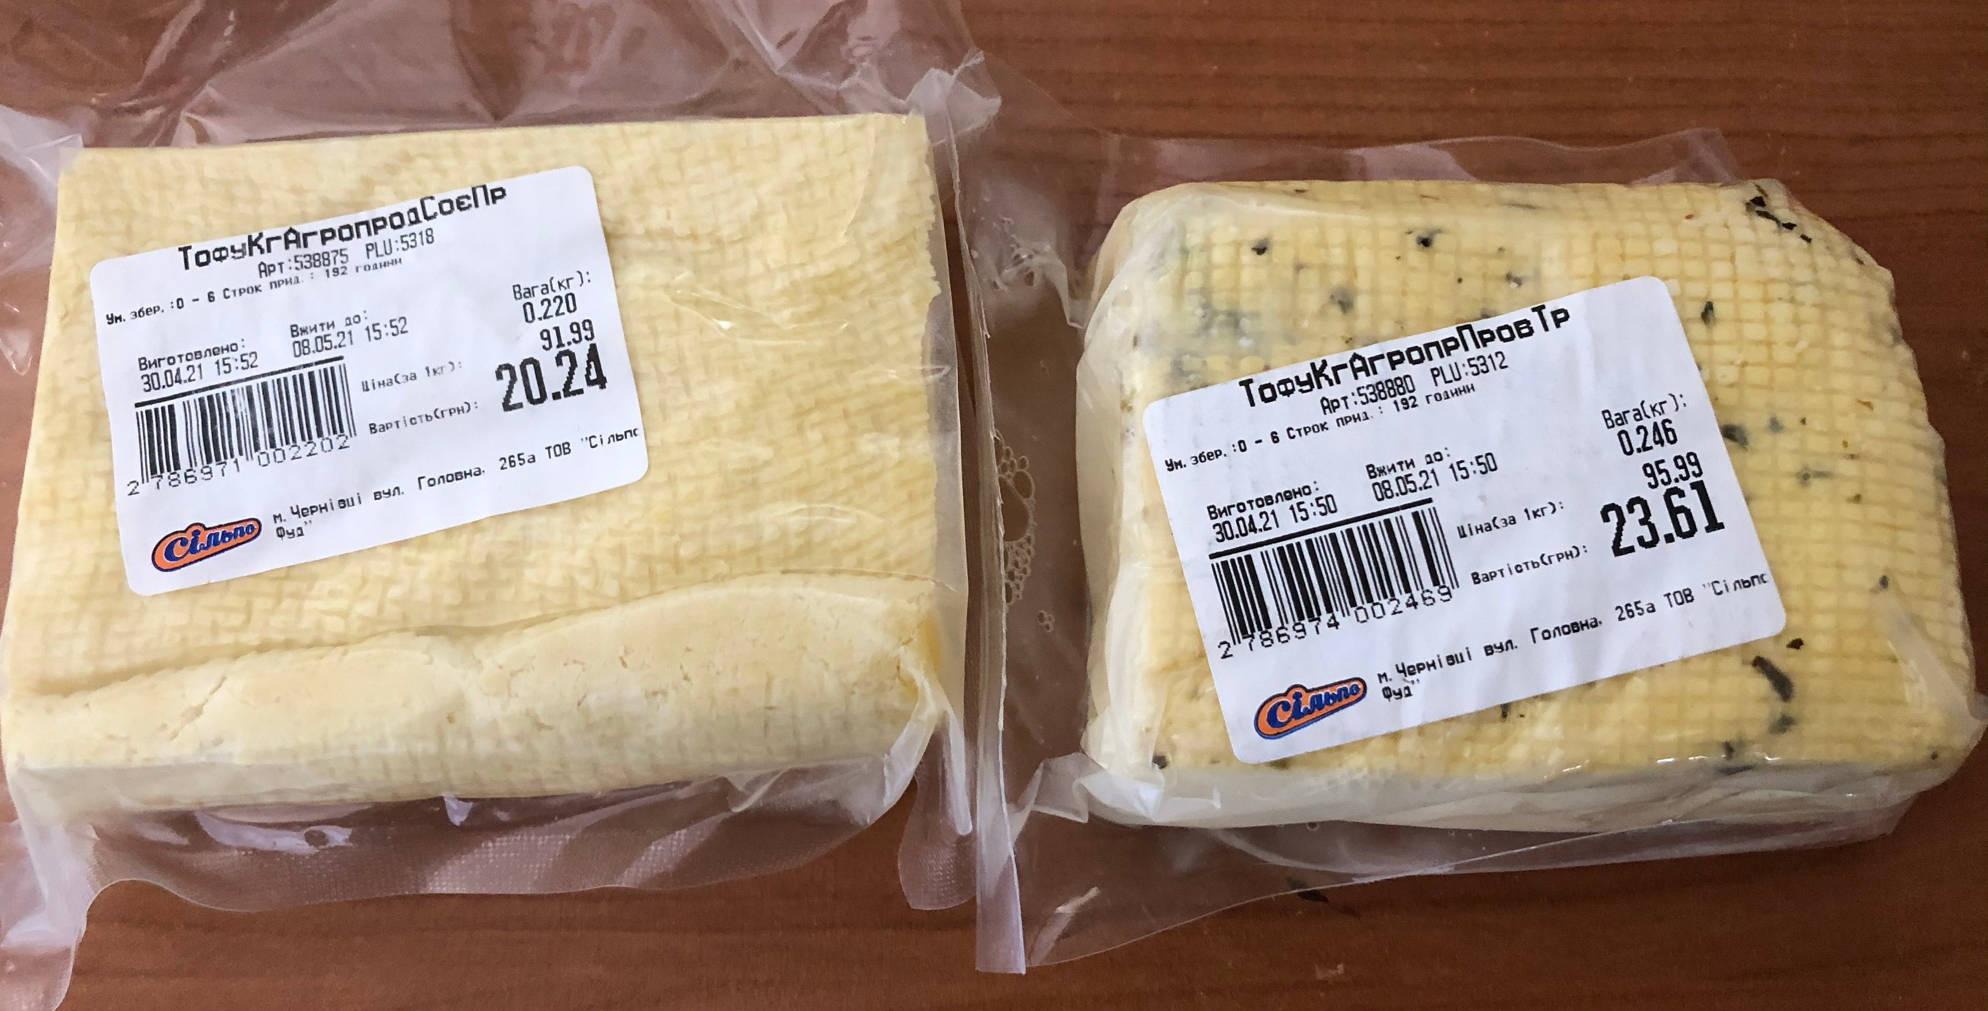 ТофуКгАгропродСоєПр
Арт:538875 PLU:5318
Ум. збер. :0 - 6 Строк прид. : 192 години
Виготовлено:
30.04.21 15:52
Вжити до:
08.05.21 15:52
Вага(кг):
0.220
Ціна(за 1кг):
91.99
Вартість(грн):
20.24
2 786971 002202
Сільпо
м. Чернівці вул. Головна. 265а ТОВ "Сільпо
Фуд"
ТофуКгАгропрПровТр
Арт:538880 PLU:5312
Ум. збер. :0 - 6 Строк прид. : 192 години
Виготовлено:
30.04.21 15:50
Вжити до:
08.05.21 15:50
Вага(кг):
0.246
Ціна(за 1кг):
95.99
Вартість(грн):
23.61
2 786974 002469
Сільпо
м. Чернівці вул. Головна. 265а ТОВ "Сільпо
Фуд"